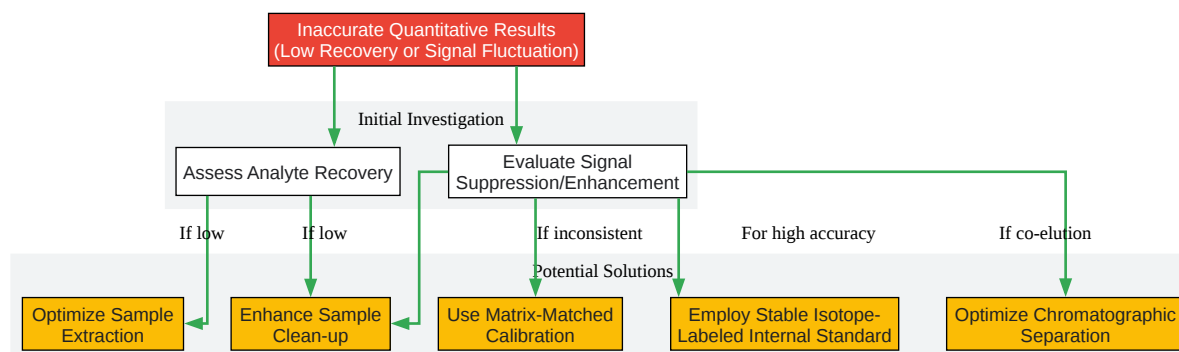 Inaccurate Quantitative Results
(Low Recovery or Signal Fluctuation)
Initial Investigation
Assess Analyte Recovery
Evaluate Signal
Suppression/Enhancement
If low
If low
If inconsistent
For high accuracy
If co-elution
Potential Solutions
Optimize Sample
Extraction
Enhance Sample
Clean-up
Use Matrix-Matched
Calibration
Employ Stable Isotope-
Labeled Internal Standard
Optimize Chromatographic
Separation